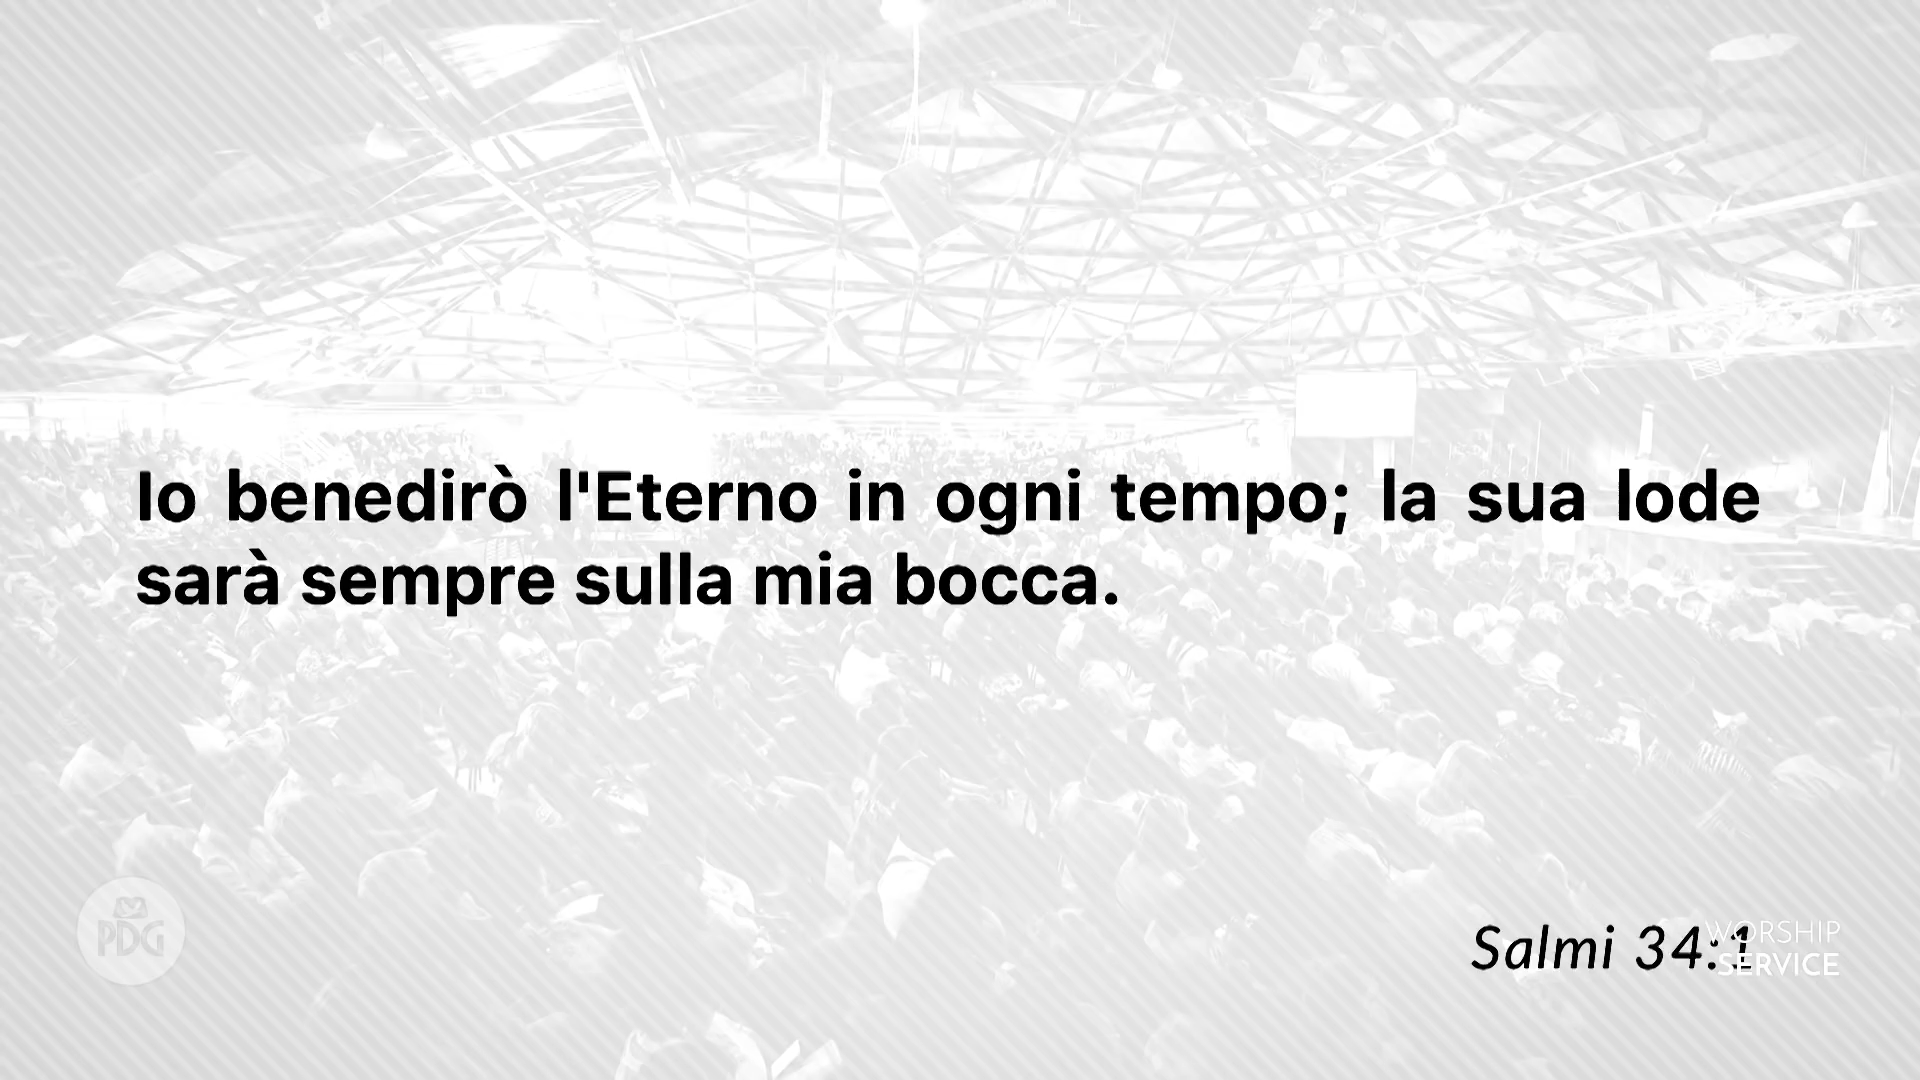 Io benedirò l'Eterno in ogni tempo; la sua lode
sarà sempre sulla mia bocca.
PDG
Salmi 34:1
WORSHIP
SERVICE